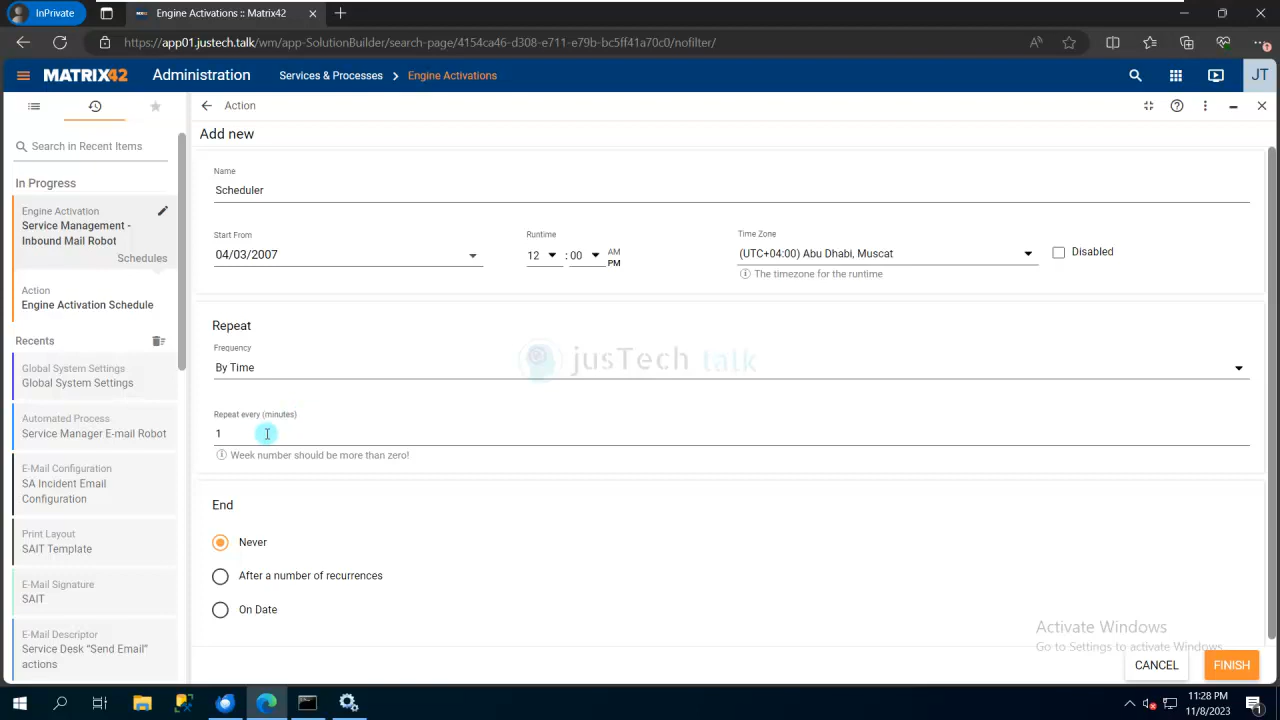 InPrivate
Engine Activations :: Matrix42
https://app01.justech.talk/wm/app-SolutionBuilder/search-page/4154ca46-d308-e711-e79b-bc5ff41a70c0/nofilter/
MATRIX42
Administration
Services & Processes > Engine Activations
JT
Search in Recent Items
In Progress
Engine Activation
Service Management -
Inbound Mail Robot
Schedules
Action
Engine Activation Schedule
Recents
Global System Settings
Global System Settings
Automated Process
Service Manager E-mail Robot
E-Mail Configuration
SA Incident Email
Configuration
Print Layout
SAIT Template
E-Mail Signature
SAIT
E-Mail Descriptor
Service Desk "Send Email"
actions
Action
Add new
Name
Scheduler
Start From
04/03/2007
Runtime
12 : 00 AM
PM
Time Zone
(UTC+04:00) Abu Dhabi, Muscat
The timezone for the runtime
Disabled
Repeat
Frequency
By Time
jusTech talk
Repeat every (minutes)
1
Week number should be more than zero!
End
Never
After a number of recurrences
On Date
Activate Windows
Go to Settings to activate Windows.
CANCEL
FINISH
11:28 PM
11/8/2023
1